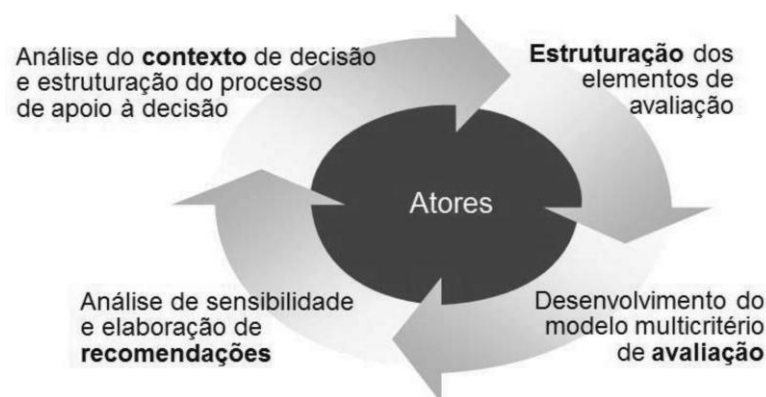 Análise do contexto de decisão
e estruturação do processo
de apoio à decisão
Estruturação dos
elementos de
avaliação
Atores
Análise de sensibilidade
e elaboração de
recomendações
Desenvolvimento do
modelo multicritério
de avaliação